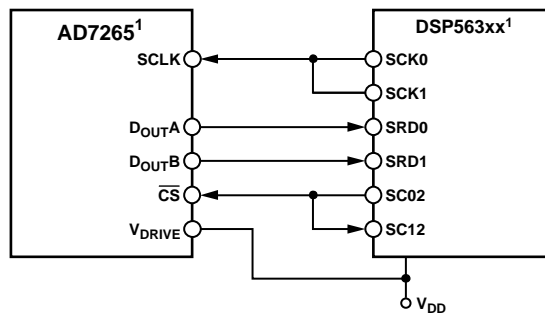 AD7265¹
DSP563xx¹
SCLK
SCK0
SCK1
DOUTA
SRD0
DOUTB
SRD1
CS
SC02
VDRIVE
SC12
VDD